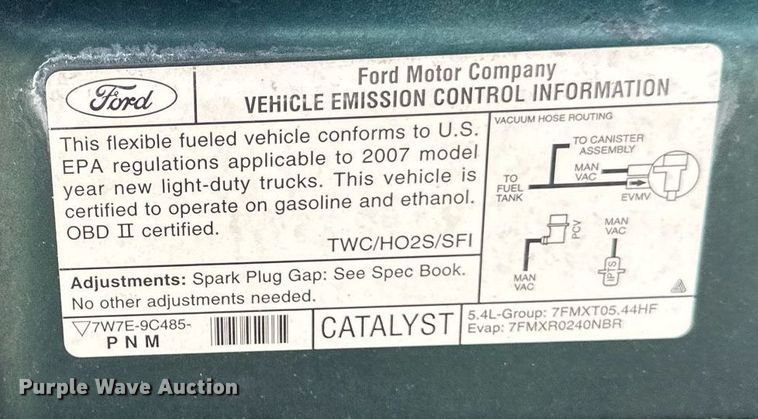 Ford
Ford Motor Company
VEHICLE EMISSION CONTROL INFORMATION
This flexible fueled vehicle conforms to U.S.
EPA regulations applicable to 2007 model
year new light-duty trucks. This vehicle is
certified to operate on gasoline and ethanol.
OBD II certified.
TWC/HO2S/SFI
Adjustments: Spark Plug Gap: See Spec Book.
No other adjustments needed.
VACUUM HOSE ROUTING
TO CANISTER
ASSEMBLY
MAN
VAC
TO
FUEL
TANK
EVMV
PCV
MAN
VAC
MAN
VAC
IPTS
7W7E-9C485-
PNM
CATALYST
5.4L-Group: 7FMXT05.44HF
Evap: 7FMXR0240NBR
Purple Wave Auction